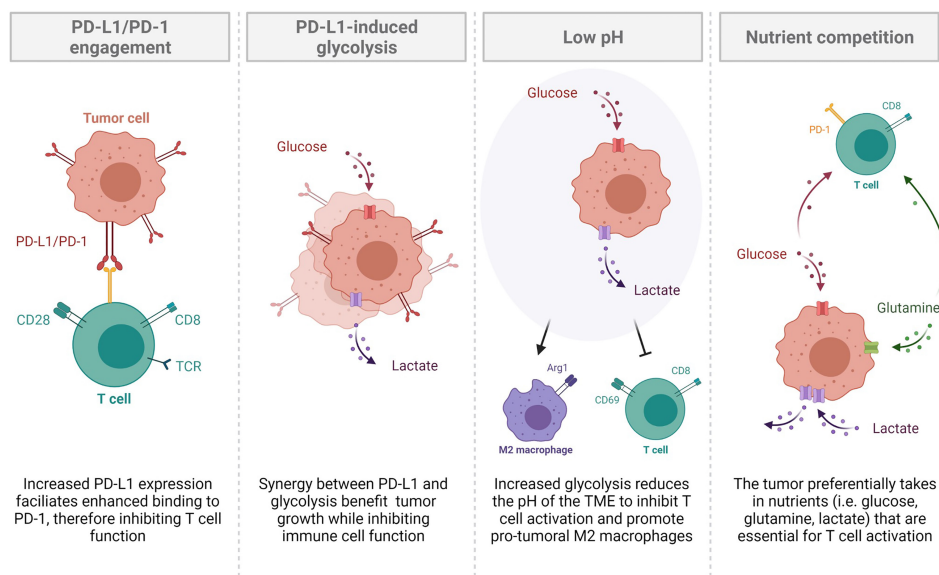 PD-L1/PD-1
engagement
Tumor cell
PD-L1/PD-1
CD28
CD8
TCR
T cell
Increased PD-L1 expression
faciliates enhanced binding to
PD-1, therefore inhibiting T cell
function
PD-L1-induced
glycolysis
Glucose
Lactate
Synergy between PD-L1 and
glycolysis benefit tumor
growth while inhibiting
immune cell function
Low pH
Glucose
Lactate
Arg1
M2 macrophage
CD69
CD8
T cell
Increased glycolysis reduces
the pH of the TME to inhibit T
cell activation and promote
pro-tumoral M2 macrophages
Nutrient competition
PD-1
CD8
T cell
Glucose
Glutamine
Lactate
The tumor preferentially takes
in nutrients (i.e. glucose,
glutamine, lactate) that are
essential for T cell activation